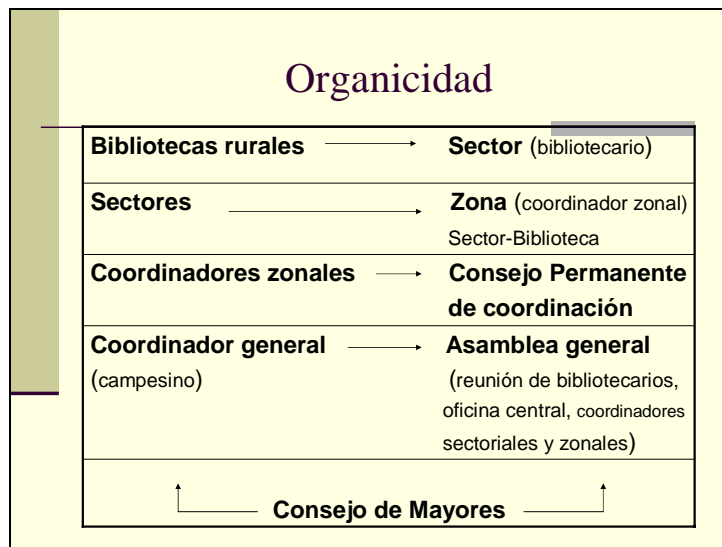 Organicidad
Bibliotecas rurales Sector (bibliotecario)
Sectores Zona (coordinador zonal)
Sector-Biblioteca
Coordinadores zonales Consejo Permanente
de coordinación
Coordinador general Asamblea general
(campesino) (reunión de bibliotecarios,
oficina central, coordinadores
sectoriales y zonales)
Consejo de Mayores